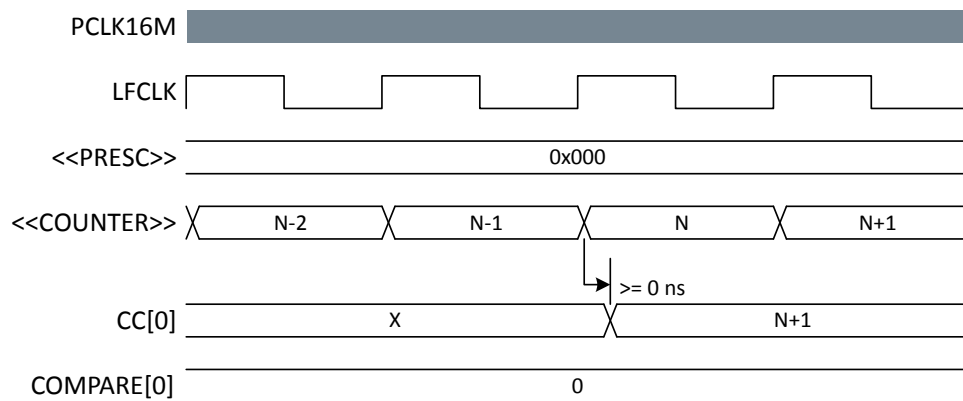 PCLK16M
LFCLK
<<PRESC>> 0x000
<<COUNTER>> N-2 N-1 N N+1
>= 0 ns
CC[0] X N+1
COMPARE[0] 0